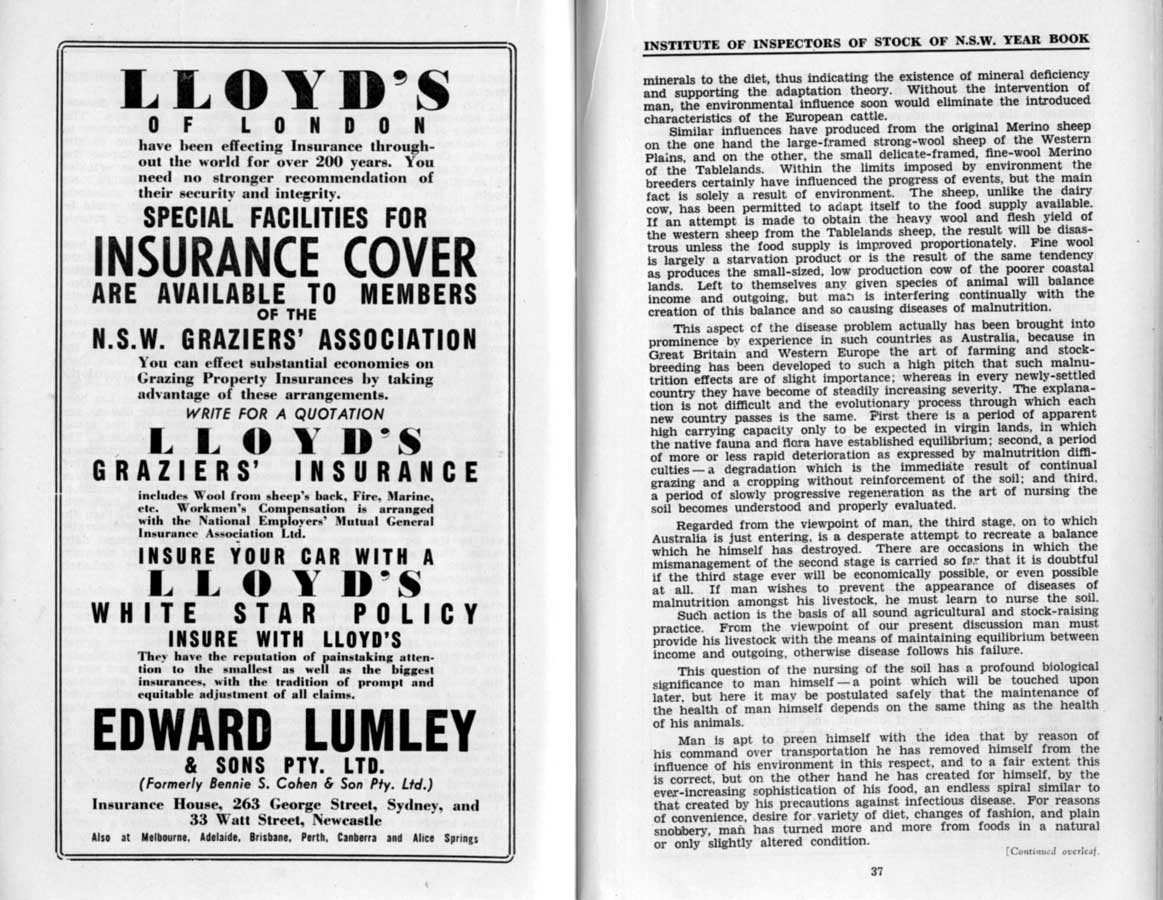 LLOYD'S
OF LONDON
have been effecting Insurance through-
out the world for over 200 years. You
need no stronger recommendation of
their security and integrity.
SPECIAL FACILITIES FOR
INSURANCE COVER
ARE AVAILABLE TO MEMBERS
OF THE
N.S.W. GRAZIERS' ASSOCIATION
You can effect substantial economies on
Grazing Property Insurances by taking
advantage of these arrangements.
WRITE FOR A QUOTATION
LLOYD'S
GRAZIERS' INSURANCE
includes Wool from sheep's back, Fire, Marine,
etc. Workmen's Compensation is arranged
with the National Employers' Mutual General
Insurance Association Ltd.
INSURE YOUR CAR WITH A
LLOYD'S
WHITE STAR POLICY
INSURE WITH LLOYD'S
They have the reputation of painstaking atten-
tion to the smallest as well as the biggest
insurances, with the tradition of prompt and
equitable adjustment of all claims.
EDWARD LUMLEY
& SONS PTY. LTD.
(Formerly Bennie S. Cohen & Son Pty. Ltd.)
Insurance House, 263 George Street, Sydney, and
33 Watt Street, Newcastle
Also at Melbourne, Adelaide, Brisbane, Perth, Canberra and Alice Springs
INSTITUTE OF INSPECTORS OF STOCK OF N.S.W. YEAR BOOK
minerals to the diet, thus indicating the existence of mineral deficiency
and supporting the adaptation theory. Without the intervention of
man, the environmental influence soon would eliminate the introduced
characteristics of the European cattle.
Similar influences have produced from the original Merino sheep
on the one hand the large-framed strong-wool sheep of the Western
Plains, and on the other, the small delicate-framed, fine-wool Merino
of the Tablelands. Within the limits imposed by environment the
breeders certainly have influenced the progress of events, but the main
fact is solely a result of environment. The sheep, unlike the dairy
cow, has been permitted to adapt itself to the food supply available.
If an attempt is made to obtain the heavy wool and flesh yield of
the western sheep from the Tablelands sheep, the result will be disas-
trous unless the food supply is improved proportionately. Fine wool
is largely a starvation product or is the result of the same tendency
as produces the small-sized, low production cow of the poorer coastal
lands. Left to themselves any given species of animal will balance
income and outgoing, but man is interfering continually with the
creation of this balance and so causing diseases of malnutrition.
This aspect of the disease problem actually has been brought into
prominence by experience in such countries as Australia, because in
Great Britain and Western Europe the art of farming and stock-
breeding has been developed to such a high pitch that such malnu-
trition effects are of slight importance; whereas in every newly-settled
country they have become of steadily increasing severity. The explana-
tion is not difficult and the evolutionary process through which each
new country passes is the same. First there is a period of apparent
high carrying capacity only to be expected in virgin lands, in which
the native fauna and flora have established equilibrium; second, a period
of more or less rapid deterioration as expressed by malnutrition diffi-
culties — a degradation which is the immediate result of continual
grazing and a cropping without reinforcement of the soil; and third,
a period of slowly progressive regeneration as the art of nursing the
soil becomes understood and properly evaluated.
Regarded from the viewpoint of man, the third stage, on to which
Australia is just entering, is a desperate attempt to recreate a balance
which he himself has destroyed. There are occasions in which the
mismanagement of the second stage is carried so far that it is doubtful
if the third stage ever will be economically possible, or even possible
at all. If man wishes to prevent the appearance of diseases of
malnutrition amongst his livestock, he must learn to nurse the soil.
Such action is the basis of all sound agricultural and stock-raising
practice. From the viewpoint of our present discussion man must
provide his livestock with the means of maintaining equilibrium between
income and outgoing, otherwise disease follows his failure.
This question of the nursing of the soil has a profound biological
significance to man himself — a point which will be touched upon
later, but here it may be postulated safely that the maintenance of
the health of man himself depends on the same thing as the health
of his animals.
Man is apt to preen himself with the idea that by reason of
his command over transportation he has removed himself from the
influence of his environment in this respect, and to a fair extent this
is correct, but on the other hand he has created for himself, by the
ever-increasing sophistication of his food, an endless spiral similar to
that created by his precautions against infectious disease. For reasons
of convenience, desire for variety of diet, changes of fashion, and plain
snobbery, man has turned more and more from foods in a natural
or only slightly altered condition.
[Continued overleaf.
37